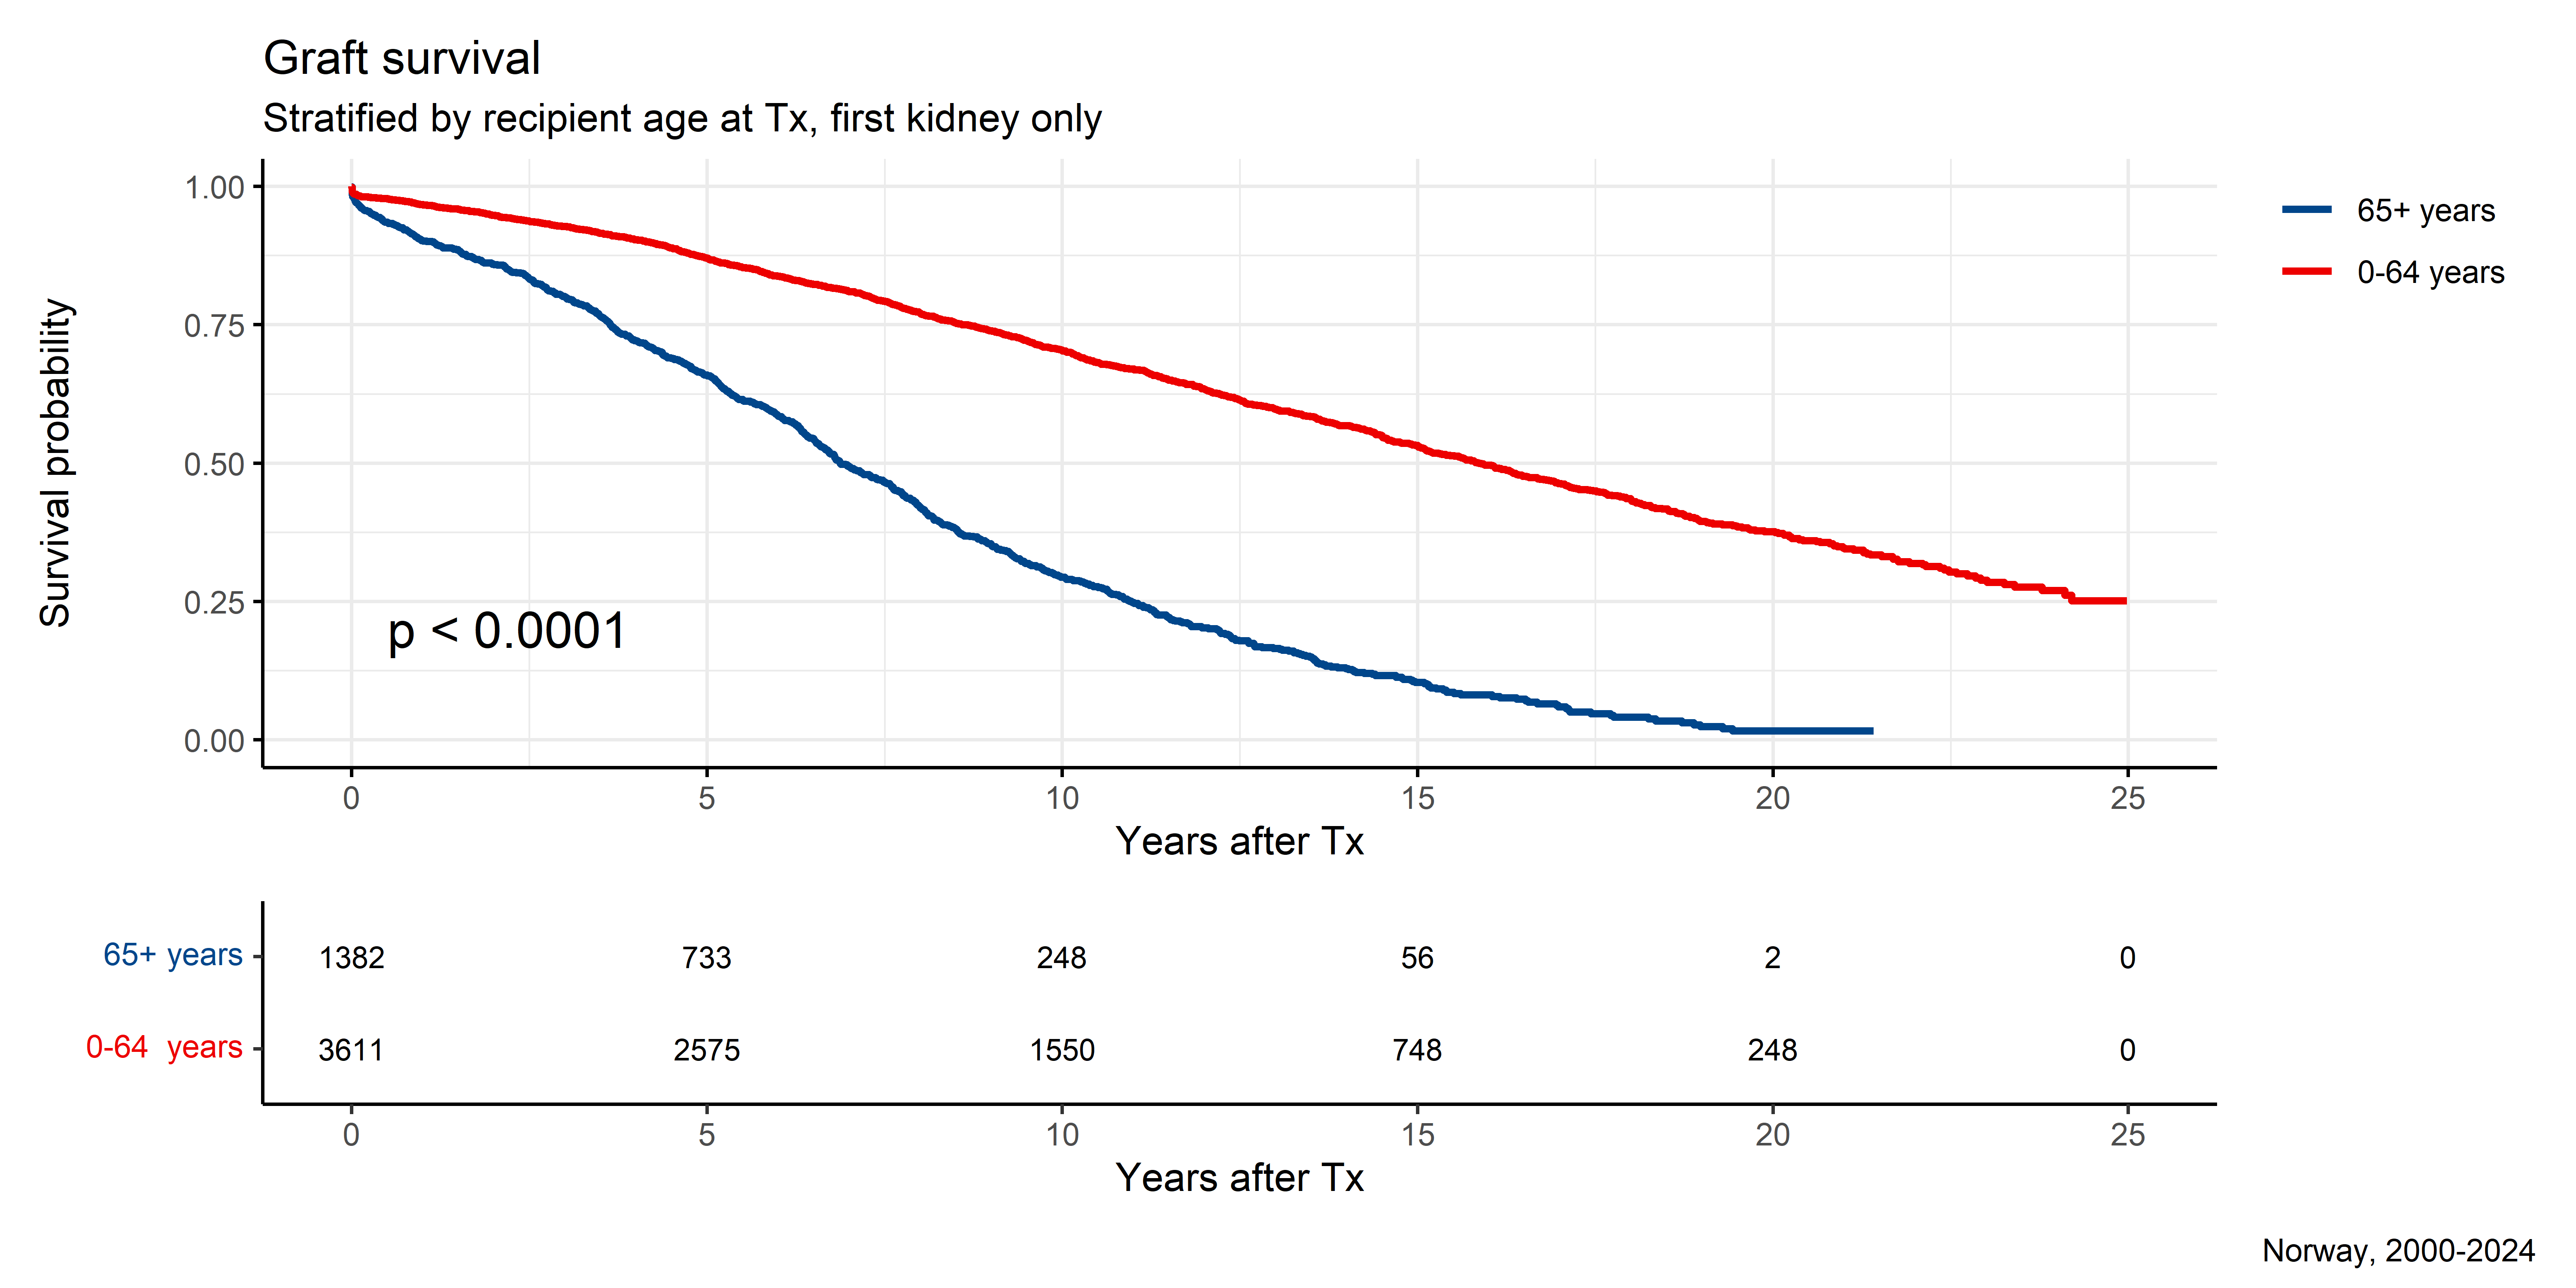 Graft survival
Stratified by recipient age at Tx, first kidney only
Survival probability
1.00
0.75
0.50
0.25
0.00
p < 0.0001
65+ years
0-64 years
0 5 10 15 20 25
Years after Tx
65+ years 1382 733 248 56 2 0
0-64  years 3611 2575 1550 748 248 0
0 5 10 15 20 25
Years after Tx
Norway, 2000-2024